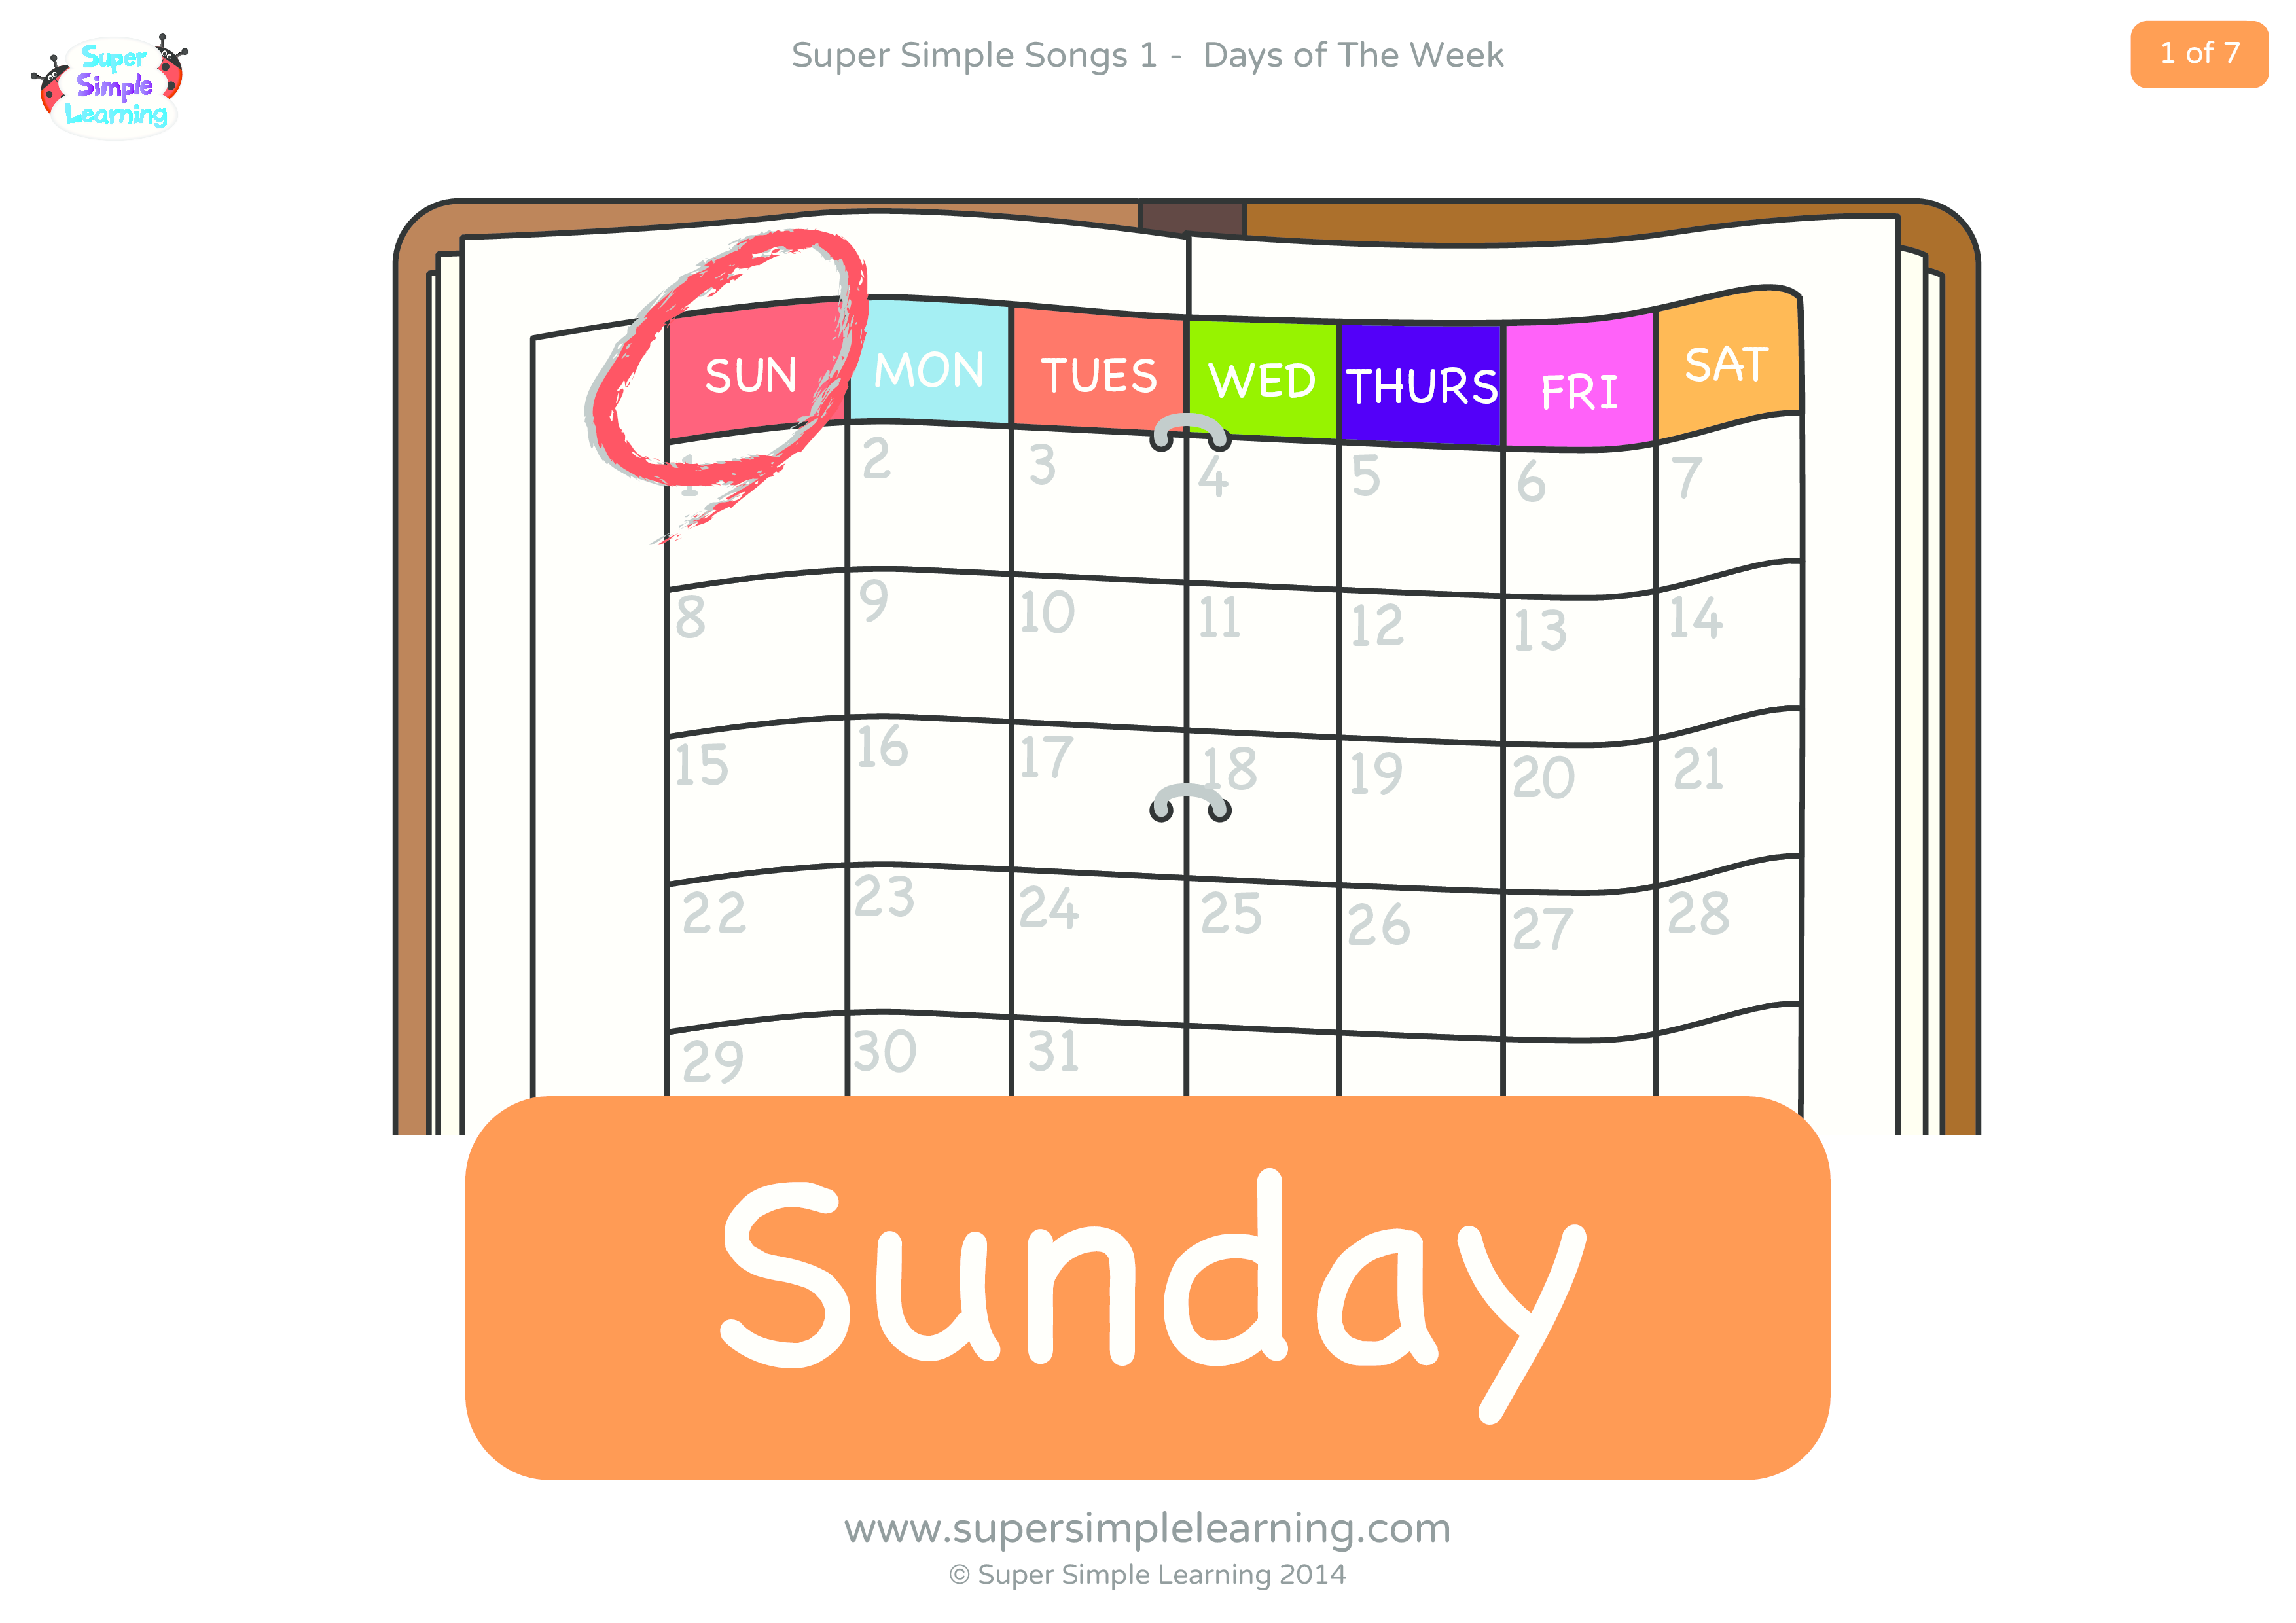 Super
Simple
Learning
Super Simple Songs 1 - Days of The Week
1 of 7
SUN MON TUES WED THURS FRI SAT
1 2 3 4 5 6 7
8 9 10 11 12 13 14
15 16 17 18 19 20 21
22 23 24 25 26 27 28
29 30 31
Sunday
www.supersimplelearning.com
© Super Simple Learning 2014